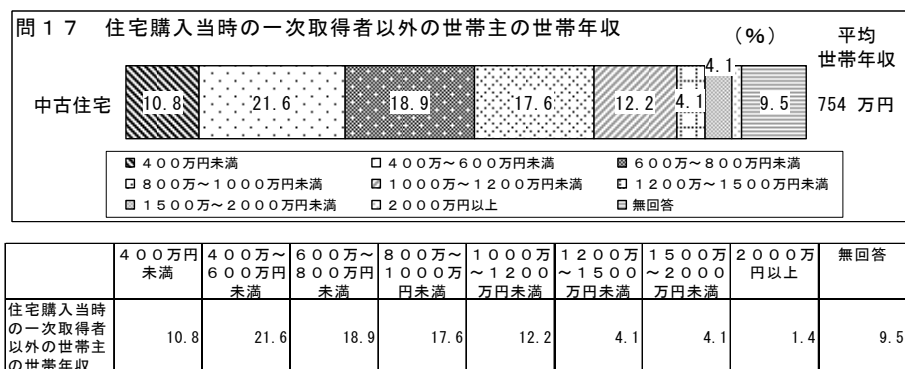 問１７　住宅購入当時の一次取得者以外の世帯主の世帯年収
（％）
平均
世帯年収
中古住宅
10.8
21.6
18.9
17.6
12.2
4.1
4.1
9.5
754 万円
４００万円未満
４００万～６００万円未満
６００万～８００万円未満
８００万～１０００万円未満
１０００万～１２００万円未満
１２００万～１５００万円未満
１５００万～２０００万円未満
２０００万円以上
無回答
４００万円未満
４００万～６００万円未満
６００万～８００万円未満
８００万～１０００万円未満
１０００万～１２００万円未満
１２００万～１５００万円未満
１５００万～２０００万円未満
２０００万円以上
無回答
住宅購入当時
の一次取得者
以外の世帯主
の世帯年収
10.8 21.6 18.9 17.6 12.2 4.1 4.1 1.4 9.5